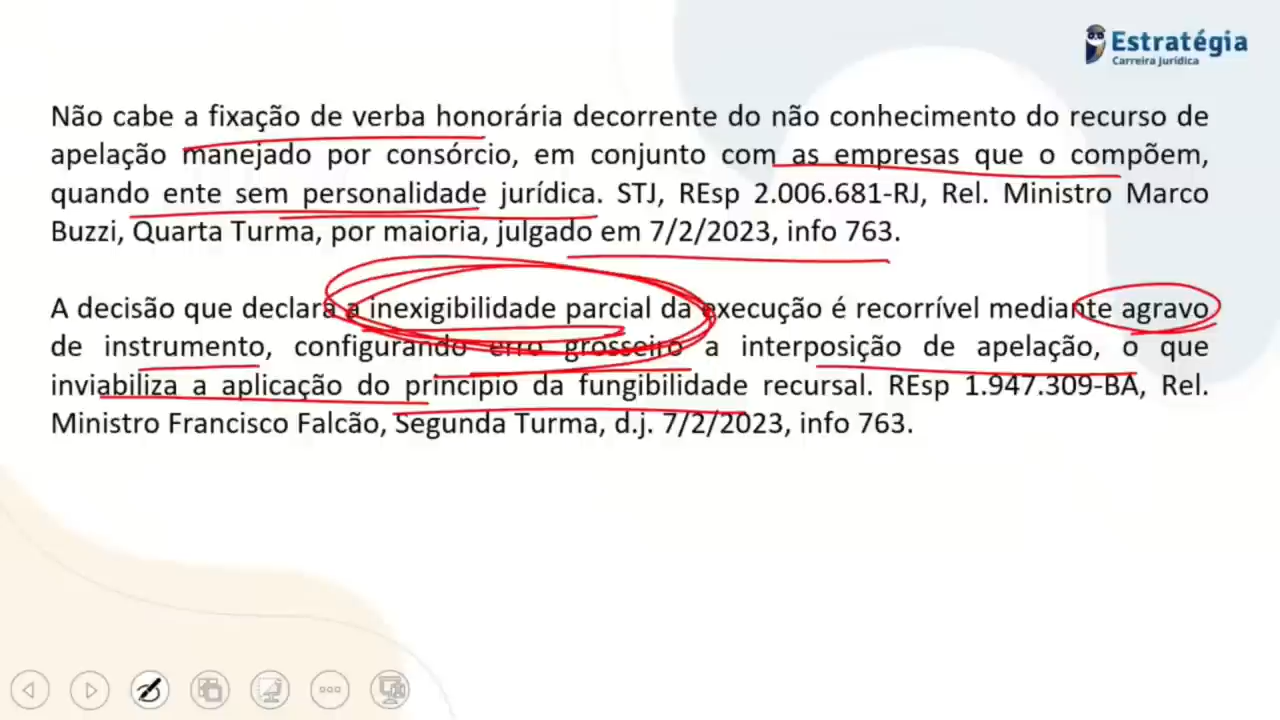 Estratégia
Carreira Jurídica
Não cabe a fixação de verba honorária decorrente do não conhecimento do recurso de
apelação manejado por consórcio, em conjunto com as empresas que o compõem,
quando ente sem personalidade jurídica. STJ, REsp 2.006.681-RJ, Rel. Ministro Marco
Buzzi, Quarta Turma, por maioria, julgado em 7/2/2023, info 763.
A decisão que declara a inexigibilidade parcial da execução é recorrível mediante agravo
de instrumento, configurando erro grosseiro a interposição de apelação, o que
inviabiliza a aplicação do princípio da fungibilidade recursal. REsp 1.947.309-BA, Rel.
Ministro Francisco Falcão, Segunda Turma, d.j. 7/2/2023, info 763.